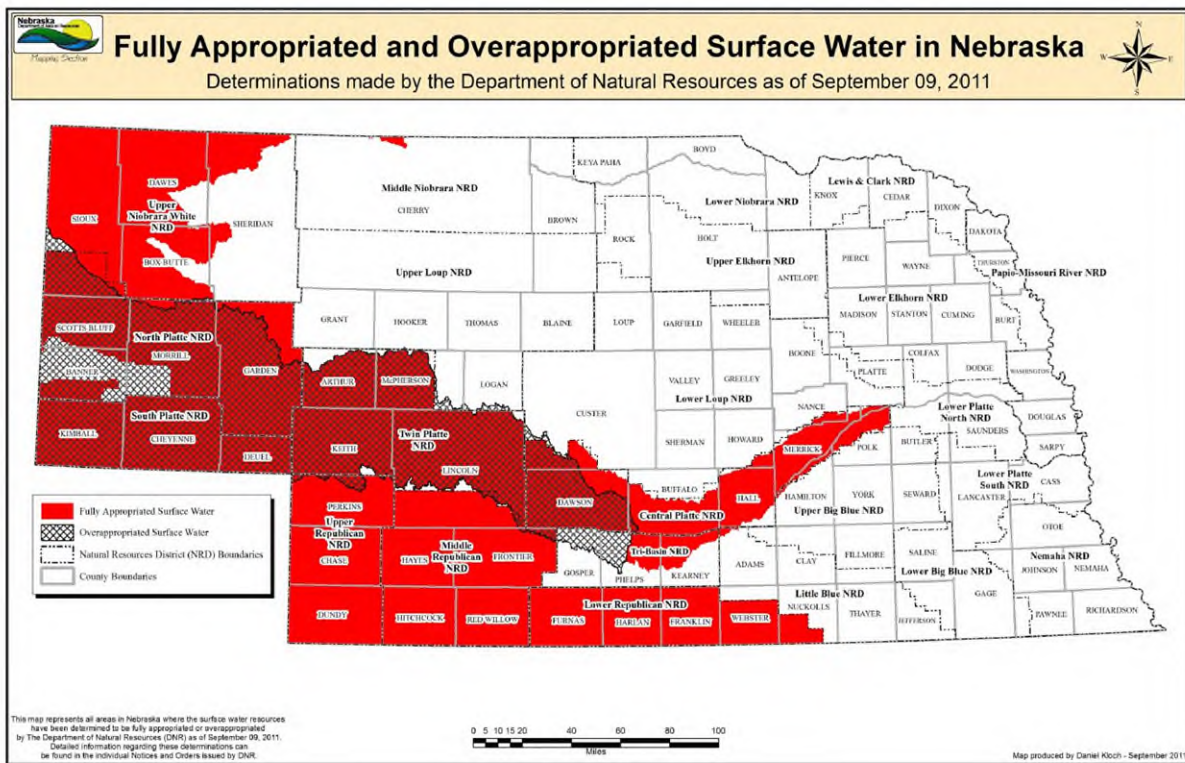 Nebraska
Department of Natural Resources
Mapping Section
Fully Appropriated and Overappropriated Surface Water in Nebraska
Determinations made by the Department of Natural Resources as of September 09, 2011
N
W
E
S
BOYD
KEYA PAHA
DAWES
Upper
Niobrara White
NRD
SIOUX
SHERIDAN
Middle Niobrara NRD
CHERRY
BROWN
ROCK
Lower Niobrara NRD
HOLT
KNOX
Lewis & Clark NRD
CEDAR
DIXON
DAKOTA
BOX BUTTE
Upper Loup NRD
Upper Elkhorn NRD
ANTELOPE
PIERCE
WAYNE
THURSTON
Papio-Missouri River NRD
GRANT
HOOKER
THOMAS
BLAINE
LOUP
GARFIELD
WHEELER
Lower Elkhorn NRD
MADISON
STANTON
CUMING
BURT
SCOTTS BLUFF
North Platte NRD
MORRILL
BANNER
GARDEN
ARTHUR
McPHERSON
LOGAN
CUSTER
VALLEY
GREELEY
Lower Loup NRD
BOONE
PLATTE
COLFAX
DODGE
WASHINGTON
KIMBALL
South Platte NRD
CHEYENNE
DEUEL
KEITH
Twin Platte
NRD
LINCOLN
SHERMAN
HOWARD
NANCE
MERRICK
POLK
BUTLER
Lower Platte
North NRD
SAUNDERS
DOUGLAS
SARPY
PERKINS
DAWSON
BUFFALO
HALL
Central Platte NRD
HAMILTON
YORK
Upper Big Blue NRD
SEWARD
LANCASTER
Lower Platte
South NRD
CASS
OTOE
Upper
Republican
NRD
CHASE
HAYES
Middle
Republican
NRD
FRONTIER
GOSPER
PHELPS
Tri-Basin NRD
KEARNEY
ADAMS
CLAY
FILLMORE
SALINE
Lower Big Blue NRD
GAGE
Nemaha NRD
JOHNSON
NEMAHA
DUNDY
HITCHCOCK
RED WILLOW
FURNAS
Lower Republican NRD
HARLAN
FRANKLIN
WEBSTER
Little Blue NRD
NUCKOLLS
THAYER
JEFFERSON
PAWNEE
RICHARDSON
Fully Appropriated Surface Water
Overappropriated Surface Water
Natural Resources District (NRD) Boundaries
County Boundaries
This map represents all areas in Nebraska where the surface water resources
have been determined to be fully appropriated or overappropriated
by The Department of Natural Resources (DNR) as of September 09, 2011.
Detailed information regarding these determinations can
be found in the individual Notices and Orders issued by DNR.
0 5 10 15 20 40 60 80 100
Miles
Map produced by Daniel Kloch - September 2011